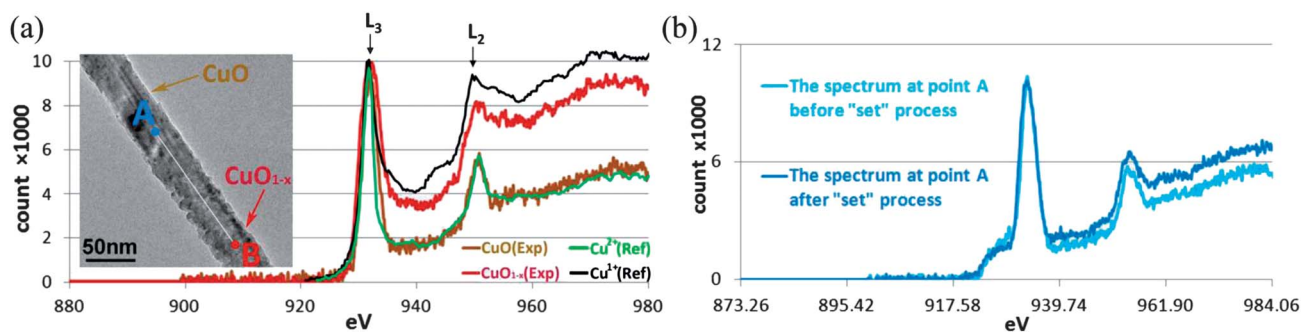 (a)
L₃
L₂
10
8
6
4
2
0
count x1000
CuO
A
CuO₁₋ₓ
B
50nm
CuO(Exp)
Cu²⁺(Ref)
CuO₁₋ₓ(Exp)
Cu¹⁺(Ref)
880 900 920 940 960 980
eV
(b)
12
6
0
count x1000
The spectrum at point A
before "set" process
The spectrum at point A
after "set" process
873.26 895.42 917.58 939.74 961.90 984.06
eV